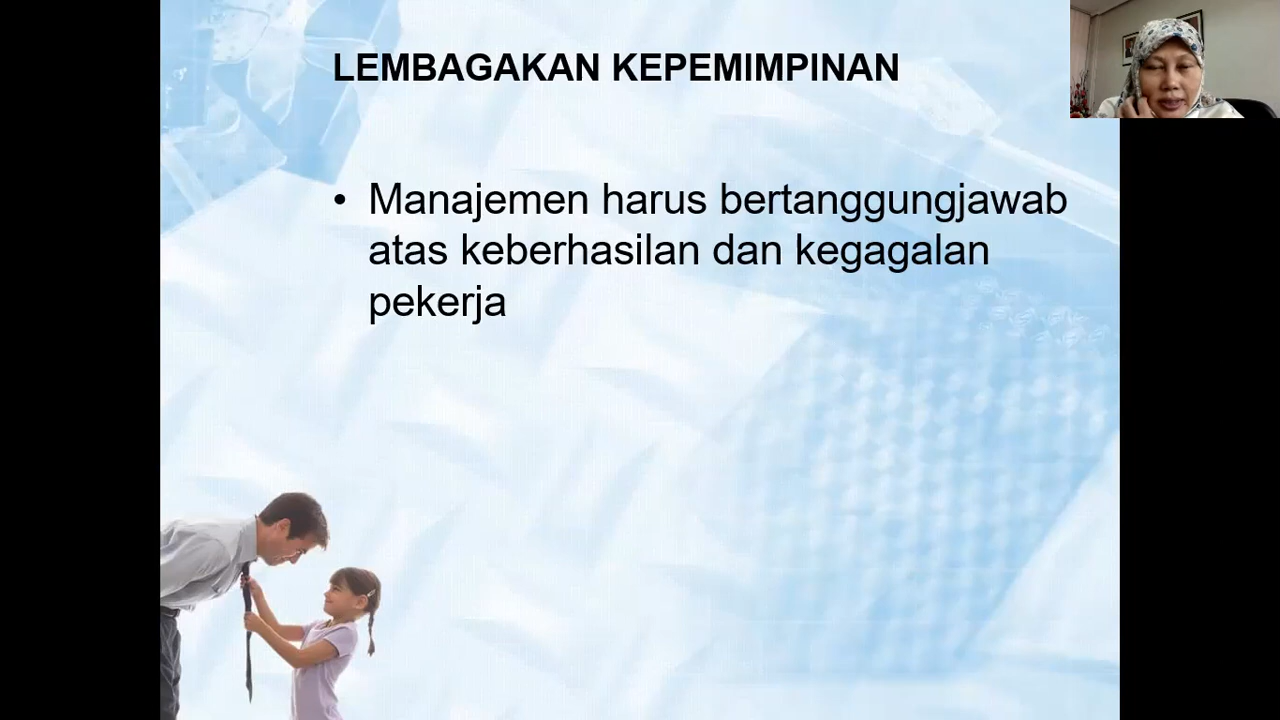 LEMBAGAKAN KEPEMIMPINAN
• Manajemen harus bertanggungjawab
atas keberhasilan dan kegagalan
pekerja